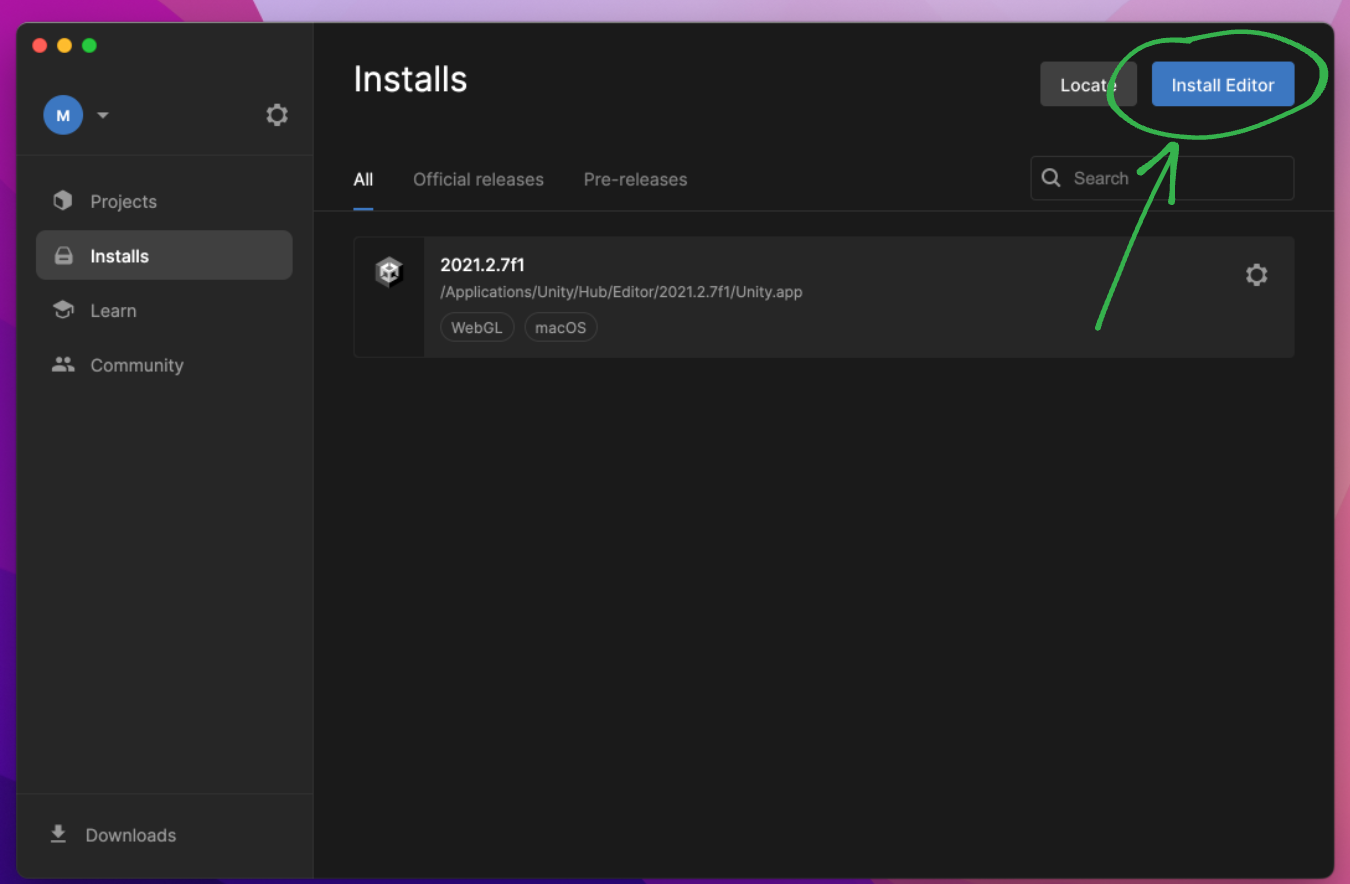 Installs
Locate
Install Editor
M
Projects
Installs
Learn
Community
All
Official releases
Pre-releases
Search
2021.2.7f1
/Applications/Unity/Hub/Editor/2021.2.7f1/Unity.app
WebGL
macOS
Downloads